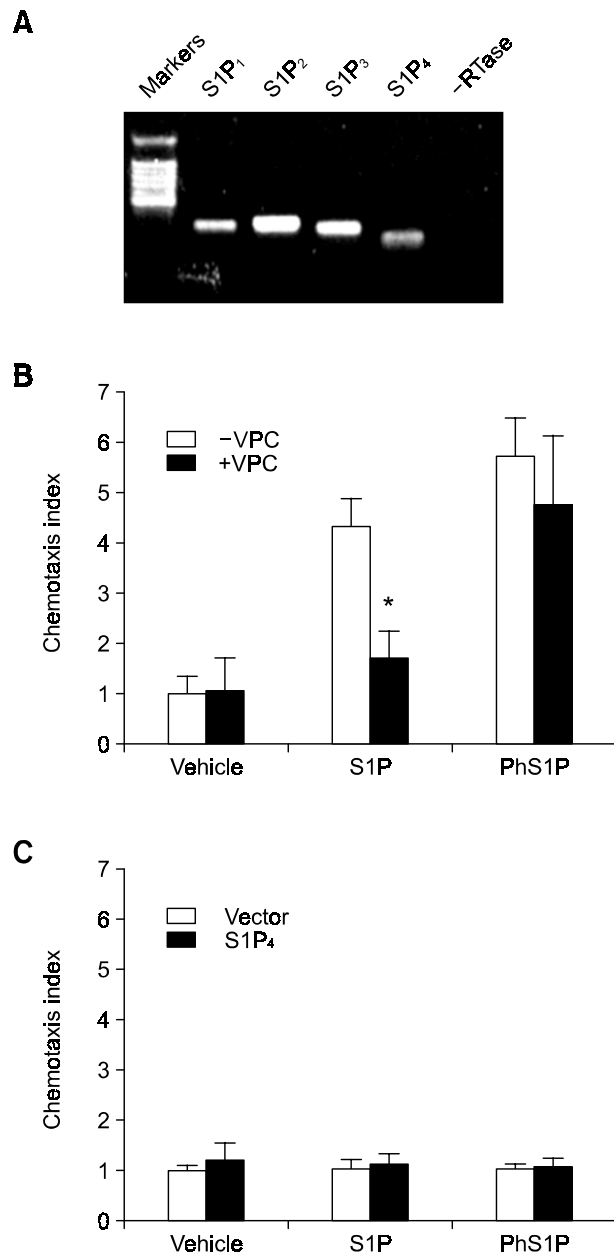 A
Markers S1P₁ S1P₂ S1P₃ S1P₄ −RTase
B
7
6
5
4
3
2
1
0
Chemotaxis index
−VPC
+VPC
*
Vehicle S1P PhS1P
C
7
6
5
4
3
2
1
0
Chemotaxis index
Vector
S1P₄
Vehicle S1P PhS1P